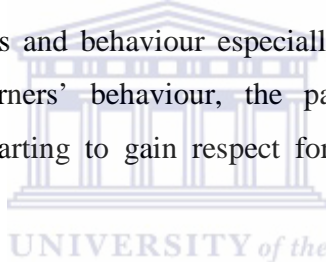 s and behaviour especiall
rners’ behaviour, the pa
arting to gain respect for
UNIVERSITY of the